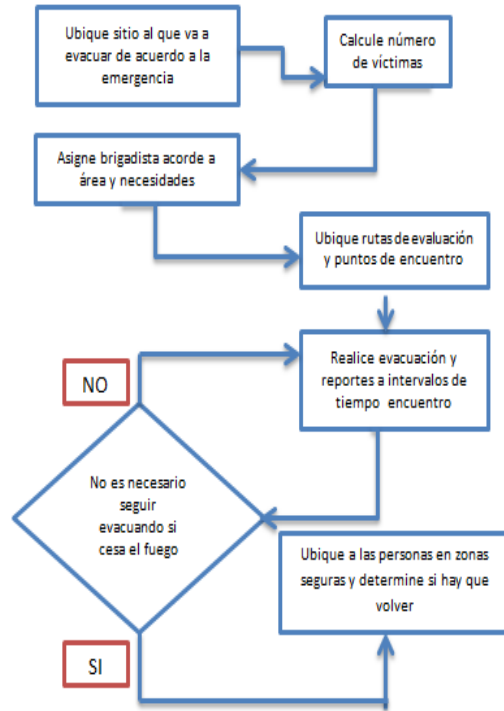 Ubique sitio al que va a
evacuar de acuerdo a la
emergencia
Calcule número
de víctimas
Asigne brigadista acorde a
área y necesidades
Ubique rutas de evaluación
y puntos de encuentro
Realice evacuación y
reportes a intervalos de
tiempo encuentro
NO
No es necesario
seguir
evacuando si
cesa el fuego
Ubique a las personas en zonas
seguras y determine si hay que
volver
SI